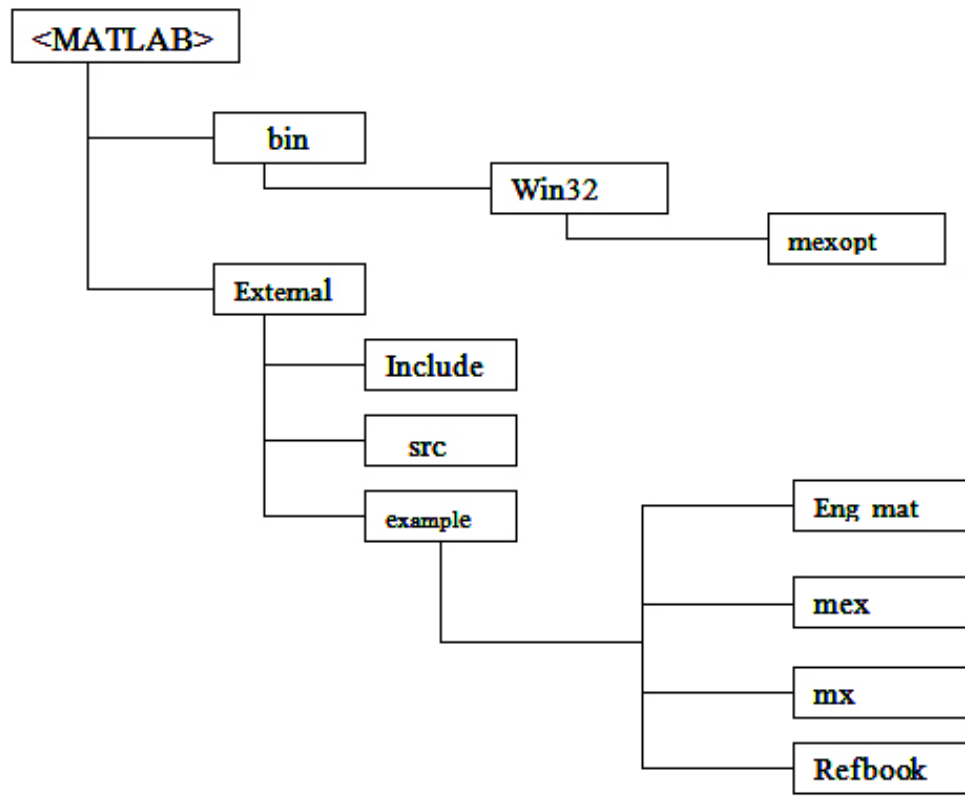 <MATLAB>
bin
Win32
mexopt
External
Include
src
example
Eng mat
mex
mx
Refbook